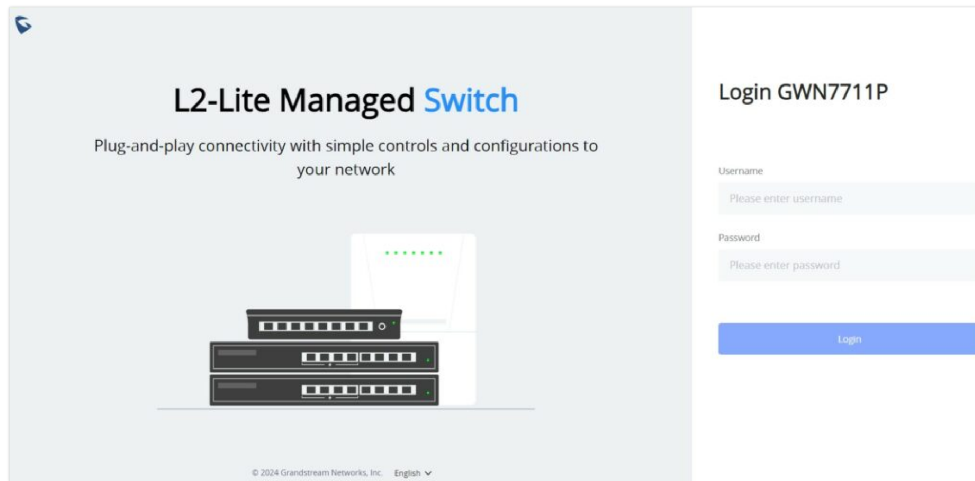 L2-Lite Managed Switch
Plug-and-play connectivity with simple controls and configurations to
your network
© 2024 Grandstream Networks, Inc. English
Login GWN7711P
Username
Please enter username
Password
Please enter password
Login